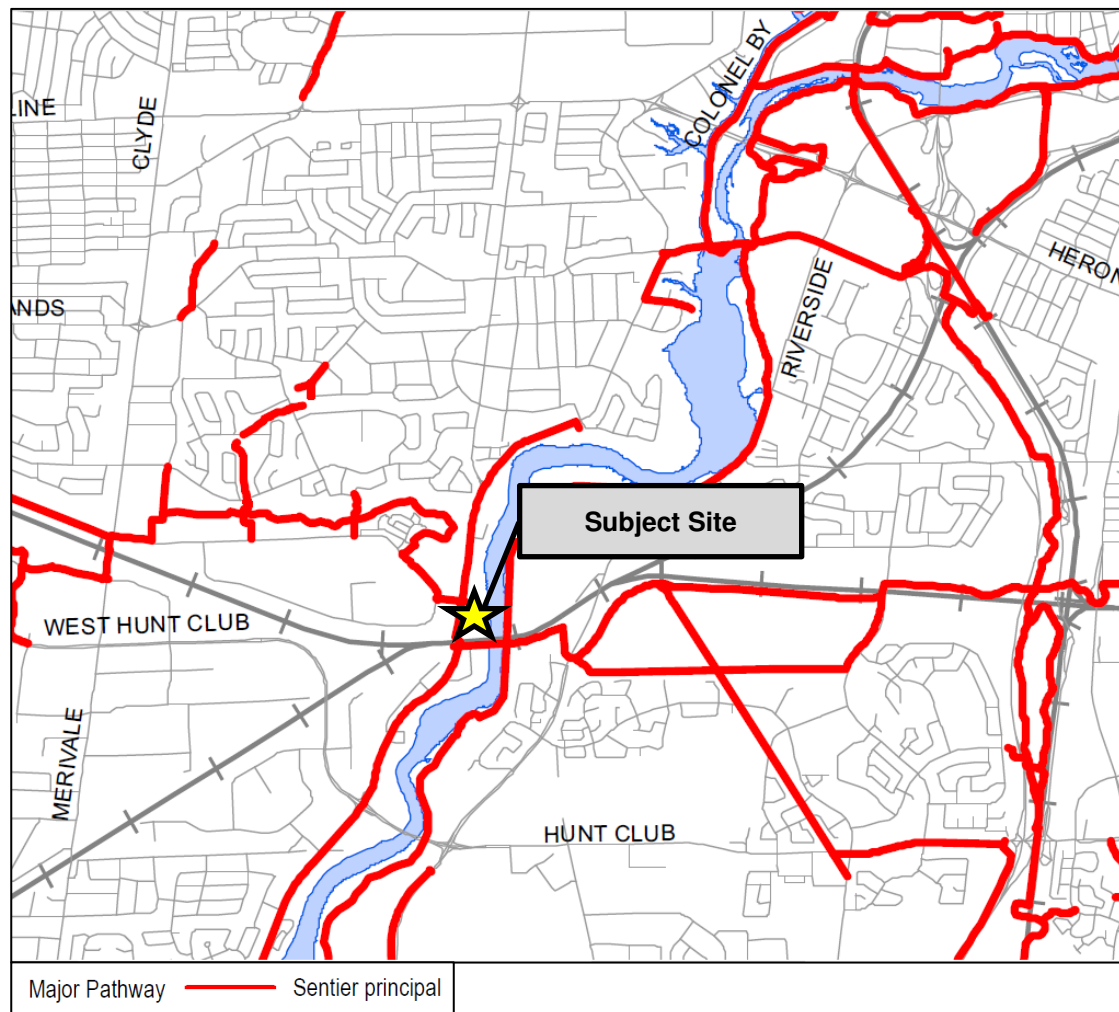 COLONEL BY
LINE
CLYDE
HERON
RIVERSIDE
ANDS
Subject Site
WEST HUNT CLUB
MERIVALE
HUNT CLUB
Major Pathway Sentier principal